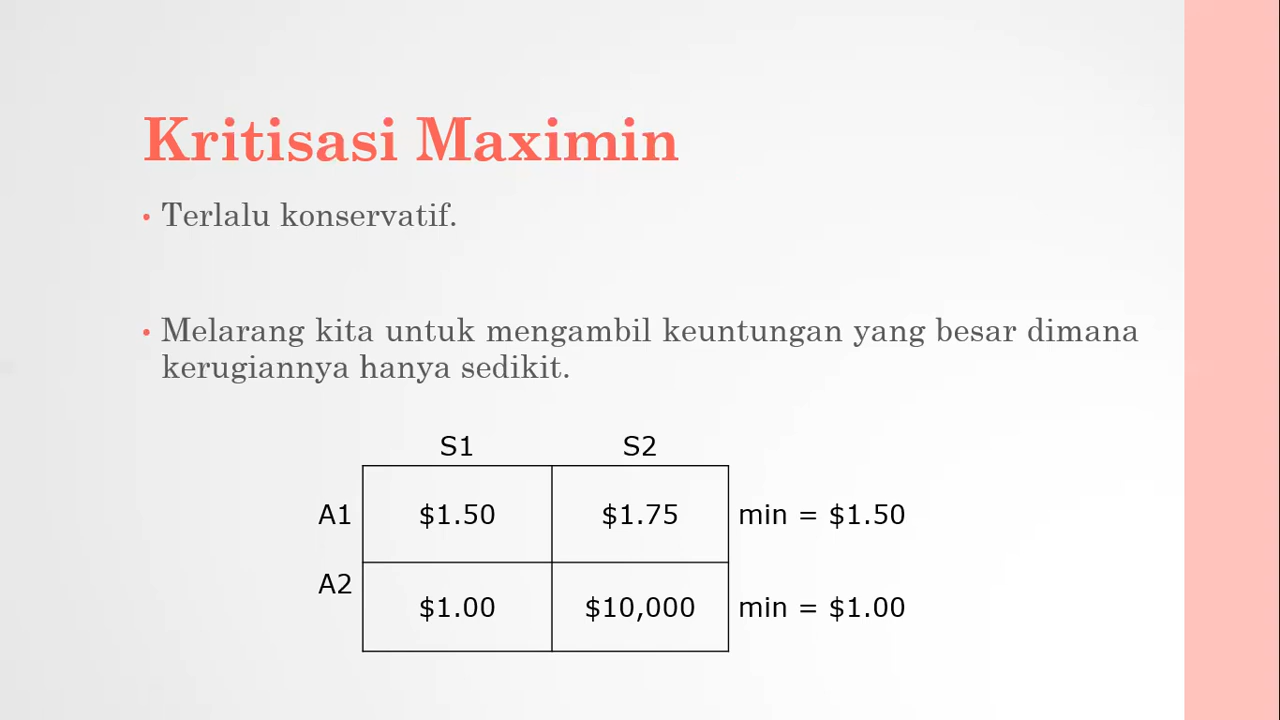 Kritisasi Maximin
• Terlalu konservatif.
• Melarang kita untuk mengambil keuntungan yang besar dimana
kerugiannya hanya sedikit.
S1 S2
A1 $1.50 $1.75 min = $1.50
A2 $1.00 $10,000 min = $1.00